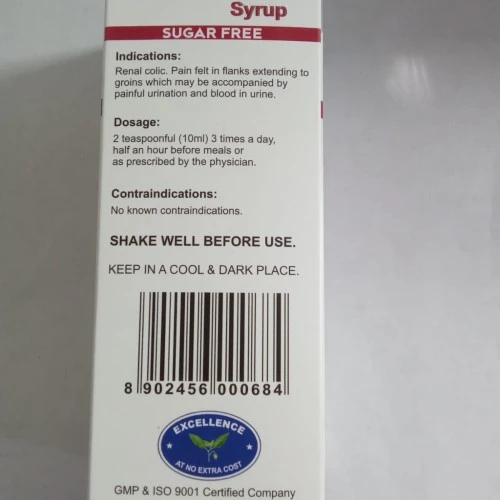 Syrup
SUGAR FREE
Indications:
Renal colic. Pain felt in flanks extending to
groins which may be accompanied by
painful urination and blood in urine.
Dosage:
2 teaspoonful (10ml) 3 times a day,
half an hour before meals or
as prescribed by the physician.
Contraindications:
No known contraindications.
SHAKE WELL BEFORE USE.
KEEP IN A COOL & DARK PLACE.
8 902456 000684
EXCELLENCE
AT NO EXTRA COST
GMP & ISO 9001 Certified Company